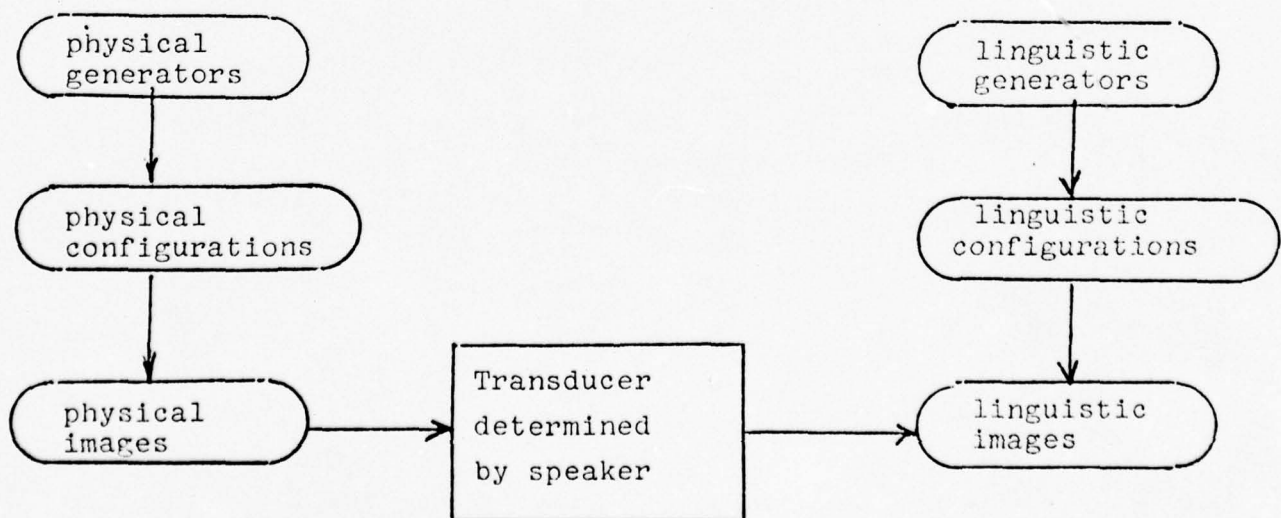 physical
generators
physical
configurations
physical
images
Transducer
determined
by speaker
linguistic
generators
linguistic
configurations
linguistic
images